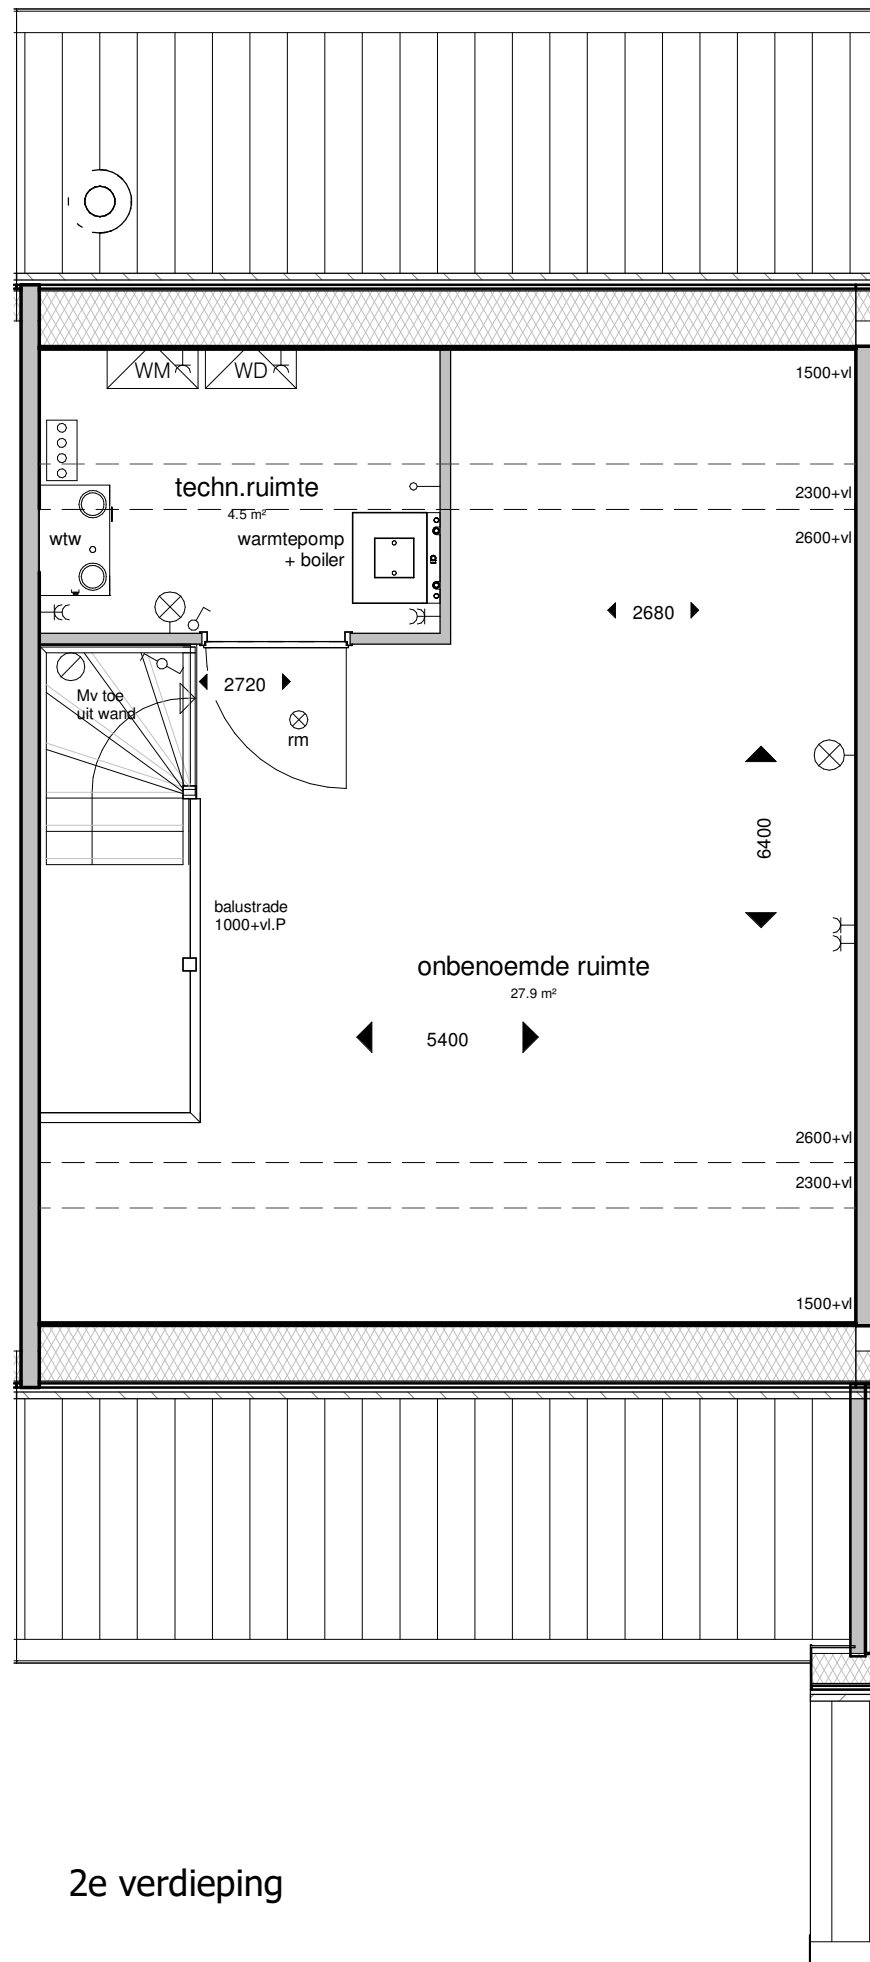 WM WD
1500+vl
techn.ruimte
4.5 m²
2300+vl
wtw
warmtepomp
+ boiler
2600+vl
2680
Mv toe
uit wand
2720
rm
6400
balustrade
1000+vl.P
onbenoemde ruimte
27.9 m²
5400
2600+vl
2300+vl
1500+vl
2e verdieping